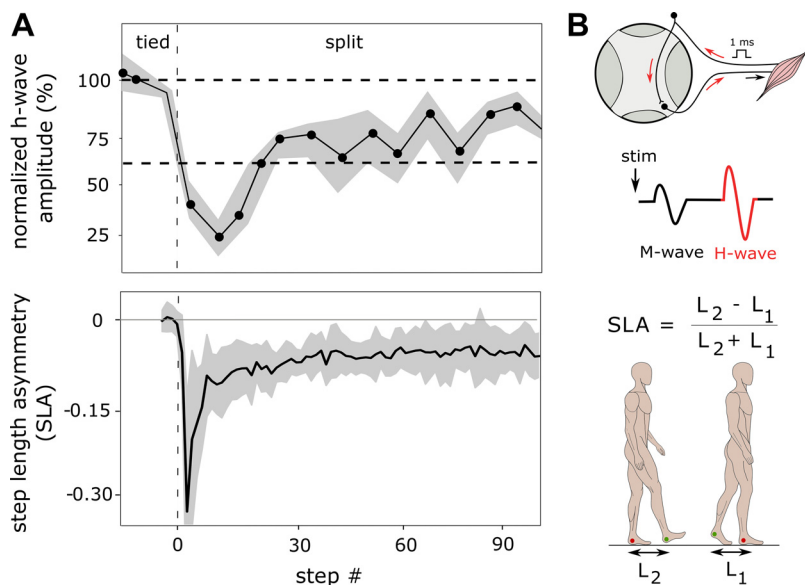 A
tied
split
normalized h-wave
amplitude (%)
100
75
50
25
step length asymmetry
(SLA)
0
-0.15
-0.30
0
30
60
90
step #
B
1 ms
stim
M-wave
H-wave
SLA = L2 - L1
L2 + L1
L2
L1